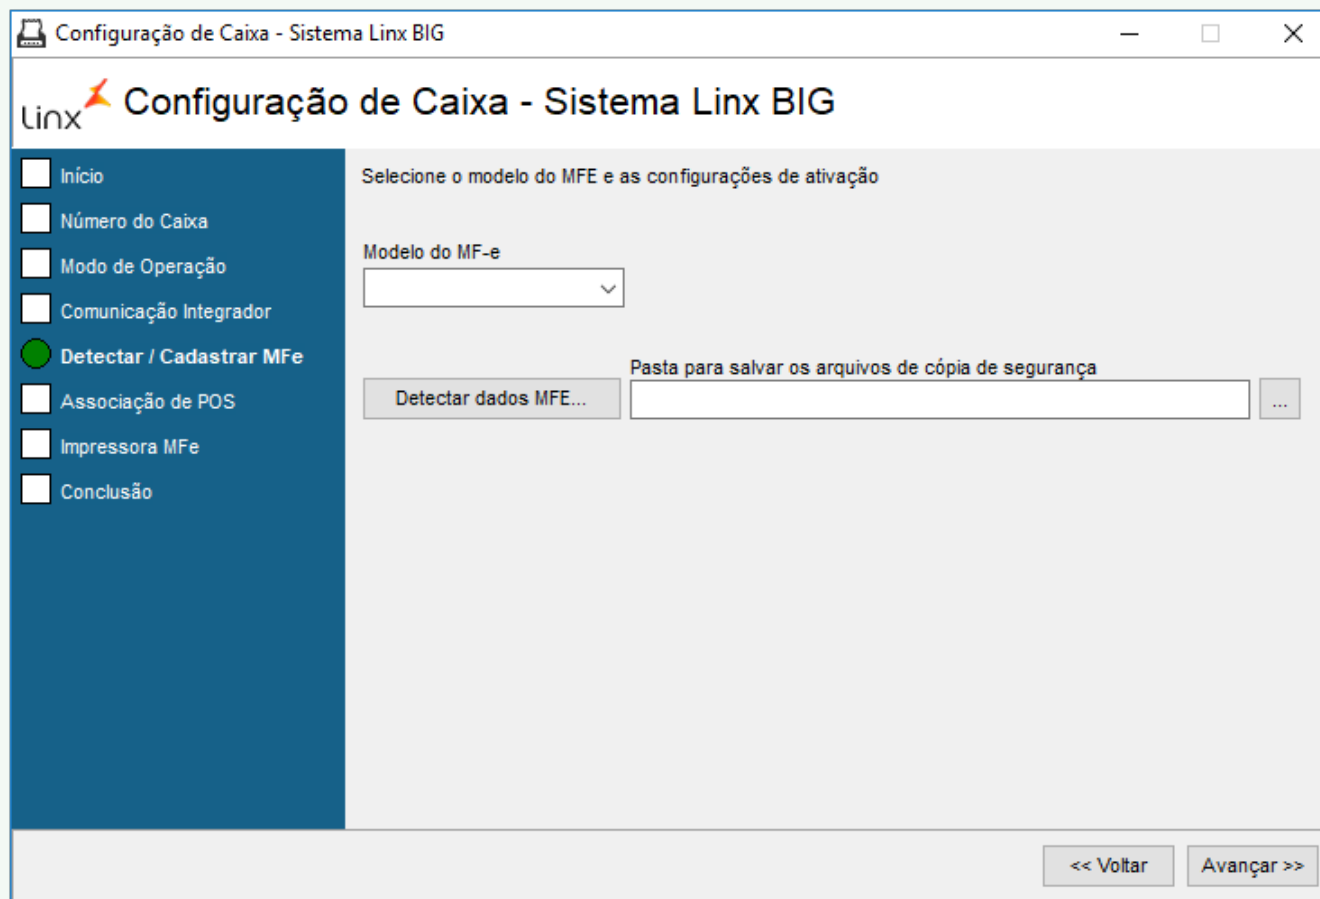 Configuração de Caixa - Sistema Linx BIG
Linx Configuração de Caixa - Sistema Linx BIG
Início
Número do Caixa
Modo de Operação
Comunicação Integrador
Detectar / Cadastrar MFe
Associação de POS
Impressora MFe
Conclusão
Selecione o modelo do MFE e as configurações de ativação
Modelo do MF-e
Pasta para salvar os arquivos de cópia de segurança
Detectar dados MFE...
...
<< Voltar
Avançar >>